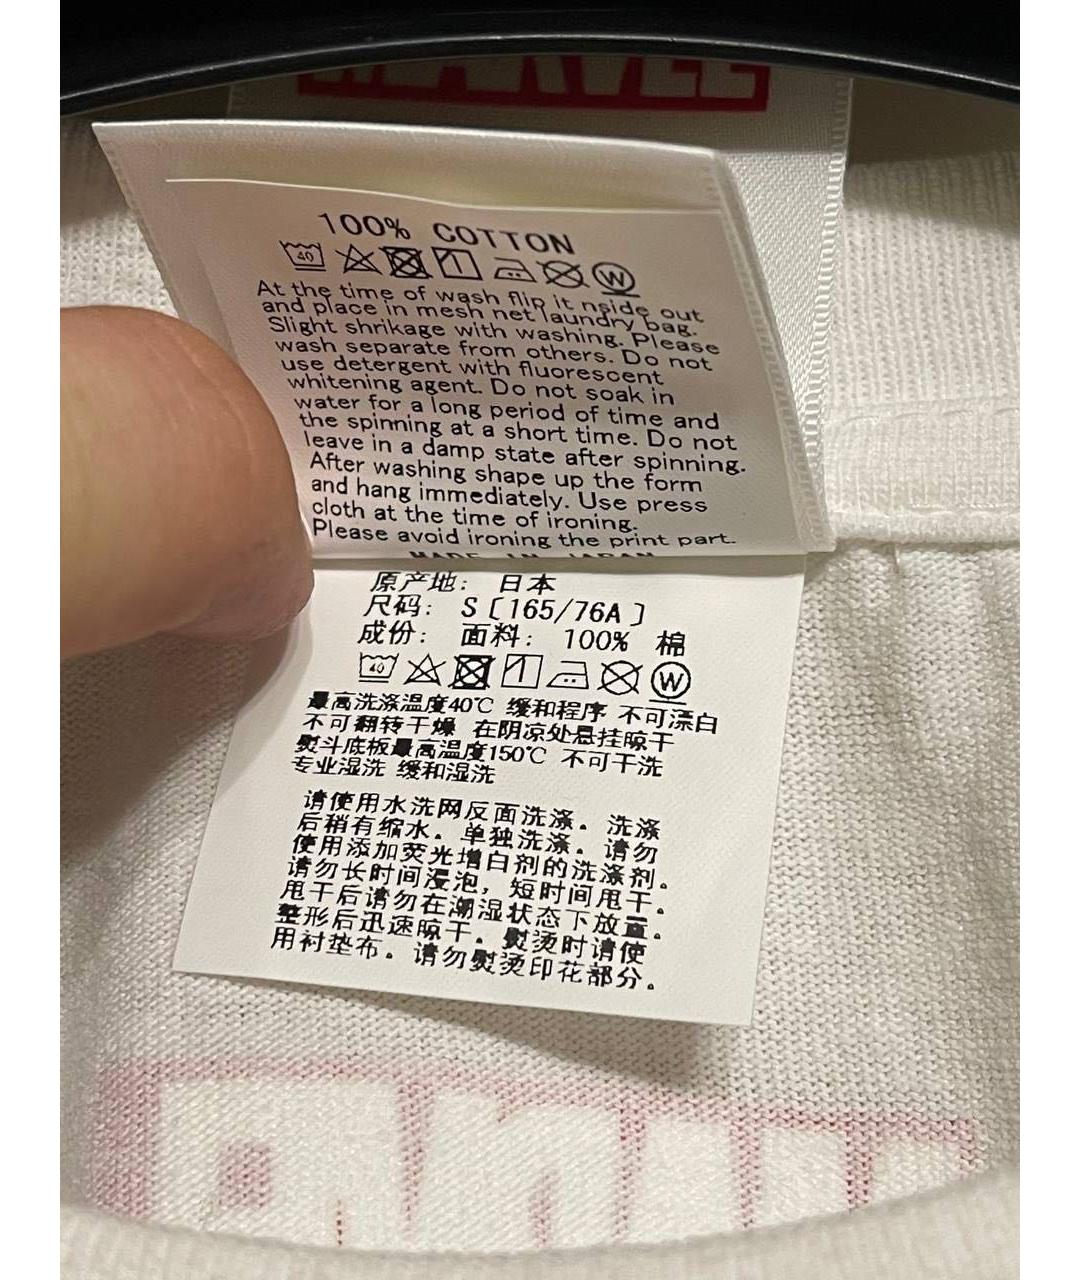 MARVEL
100% COTTON
40
W
At the time of wash flip it nside out
and place in mesh net laundry bag.
Slight shrikage with washing. Please
wash separate from others. Do not
use detergent with fluorescent
whitening agent. Do not soak in
water for a long period of time and
the spinning at a short time. Do not
leave in a damp state after spinning.
After washing shape up the form
and hang immediately. Use press
cloth at the time of ironing.
Please avoid ironing the print part.
MADE IN JAPAN
原产地： 日本
尺码： S〔165/76A〕
成份： 面料： 100% 棉
40
W
最高洗涤温度40℃ 缓和程序 不可漂白
不可翻转干燥 在阴凉处悬挂晾干
熨斗底板最高温度150℃ 不可干洗
专业湿洗 缓和湿洗
请使用水洗网反面洗涤。洗涤
后稍有缩水。单独洗涤。请勿
使用添加荧光增白剂的洗涤剂。
请勿长时间浸泡，短时间甩干。
甩干后请勿在潮湿状态下放置。
整形后迅速晾干。熨烫时请使
用衬垫布。请勿熨烫印花部分。